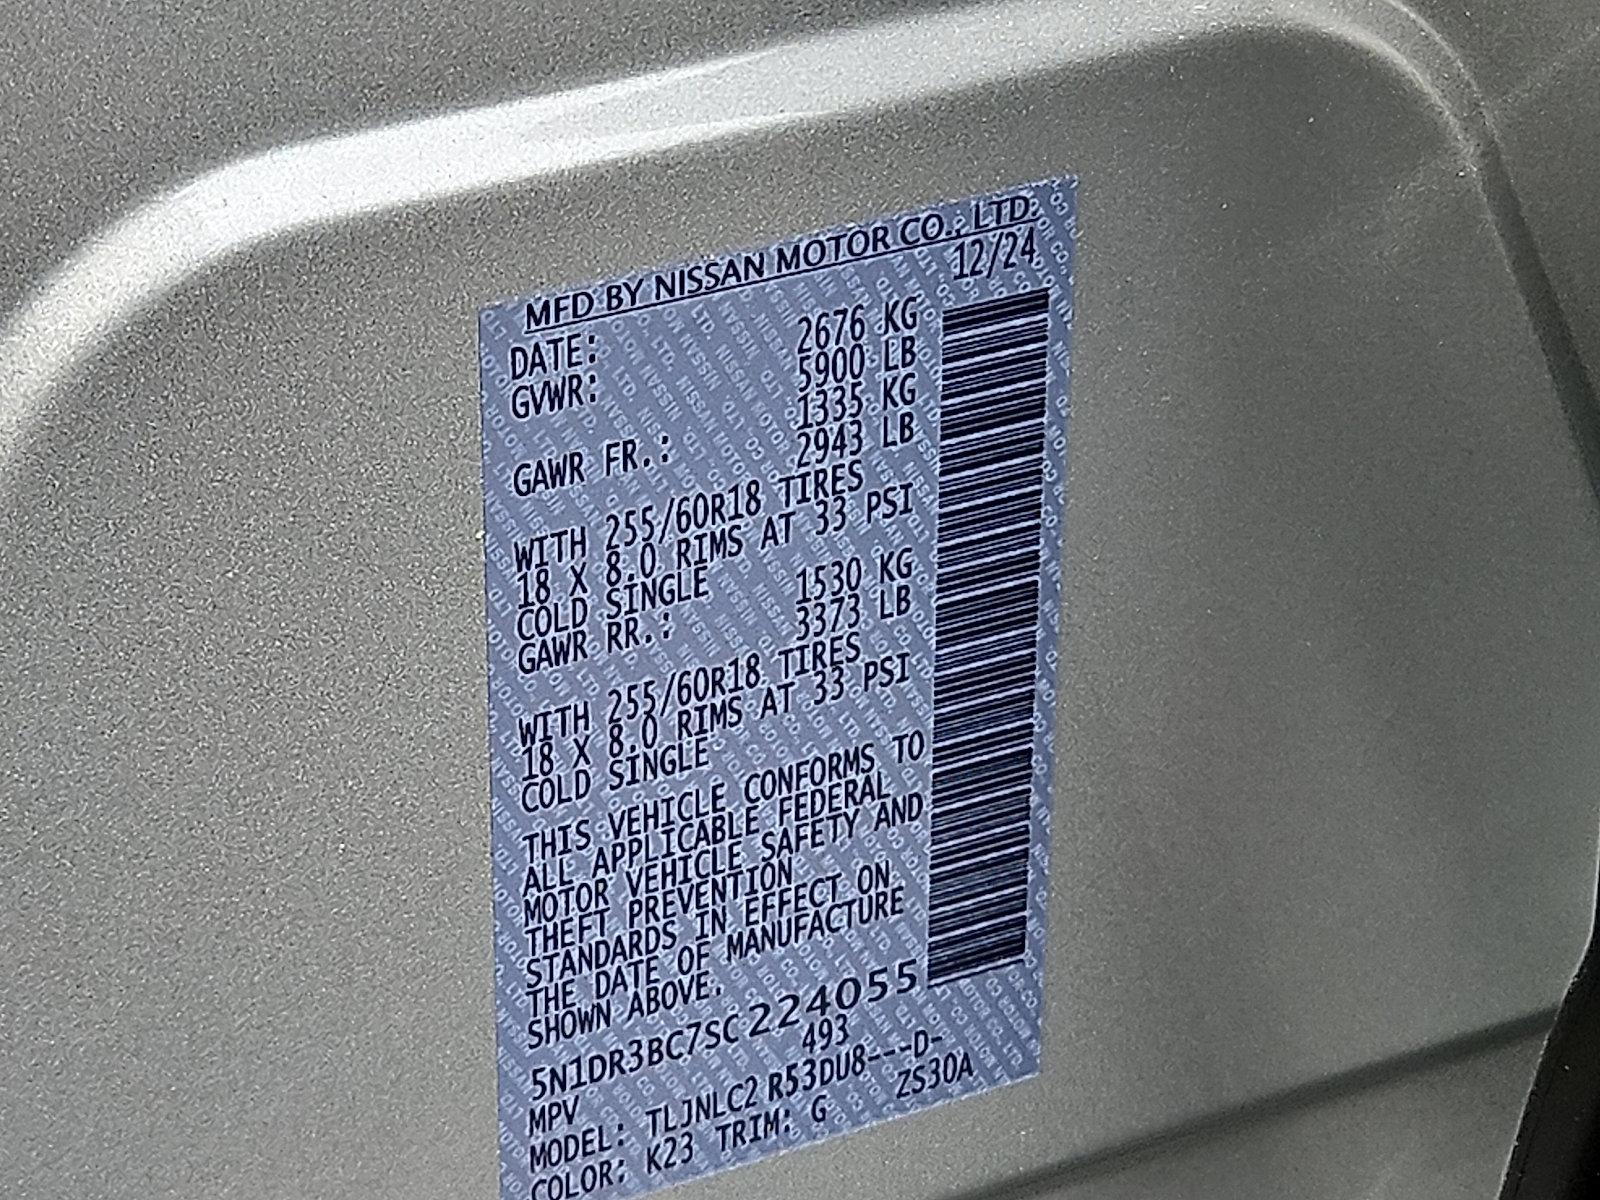 MFD BY NISSAN MOTOR CO., LTD.
DATE: 12/24
GVWR: 2676 KG
5900 LB
GAWR FR.: 1335 KG
2943 LB
WITH 255/60R18 TIRES
18 X 8.0 RIMS AT 33 PSI
COLD SINGLE
GAWR RR.: 1530 KG
3373 LB
WITH 255/60R18 TIRES
18 X 8.0 RIMS AT 33 PSI
COLD SINGLE
THIS VEHICLE CONFORMS TO
ALL APPLICABLE FEDERAL
MOTOR VEHICLE SAFETY AND
THEFT PREVENTION
STANDARDS IN EFFECT ON
THE DATE OF MANUFACTURE
SHOWN ABOVE.
5N1DR3BC7SC224055
MPV 493
MODEL: TLJNLC2 R53DU8---D-
COLOR: K23 TRIM: G ZS30A